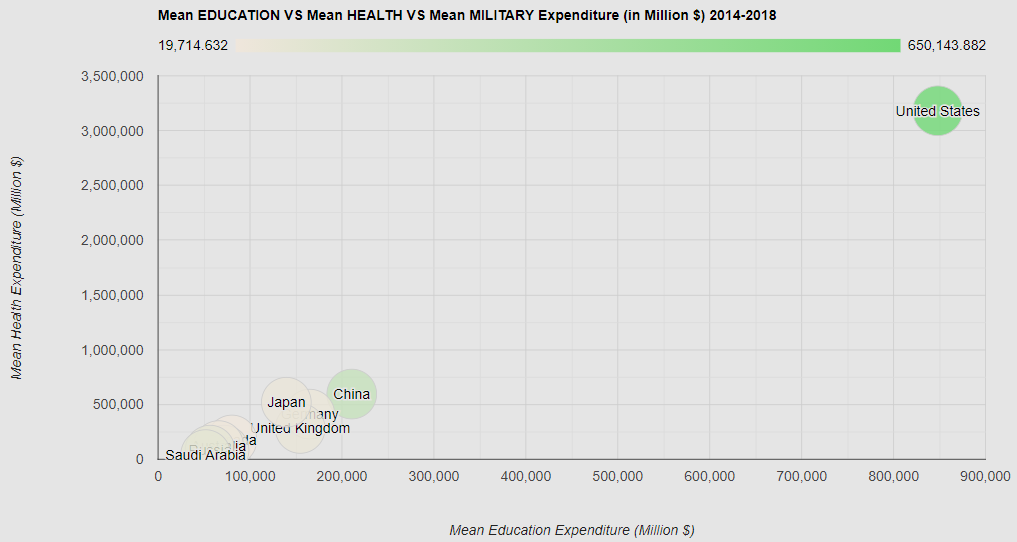 Mean EDUCATION VS Mean HEALTH VS Mean MILITARY Expenditure (in Million $) 2014-2018
19,714.632 650,143.882
Mean Health Expenditure (Million $)
3,500,000
3,000,000
2,500,000
2,000,000
1,500,000
1,000,000
500,000
0
United States
China
Japan
United Kingdom
Saudi Arabia
0 100,000 200,000 300,000 400,000 500,000 600,000 700,000 800,000 900,000
Mean Education Expenditure (Million $)